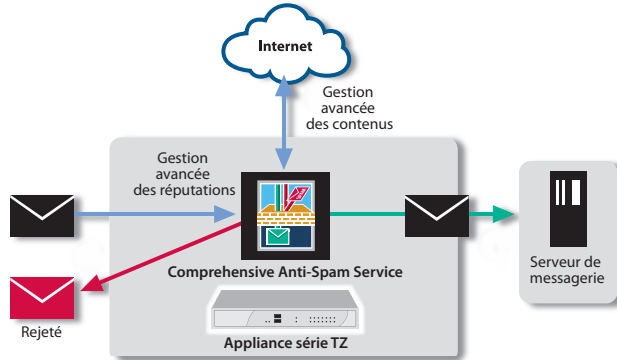 Internet
Gestion
avancée
des contenus
Gestion
avancée
des réputations
Comprehensive Anti-Spam Service
Serveur de
messagerie
Rejeté
Appliance série TZ